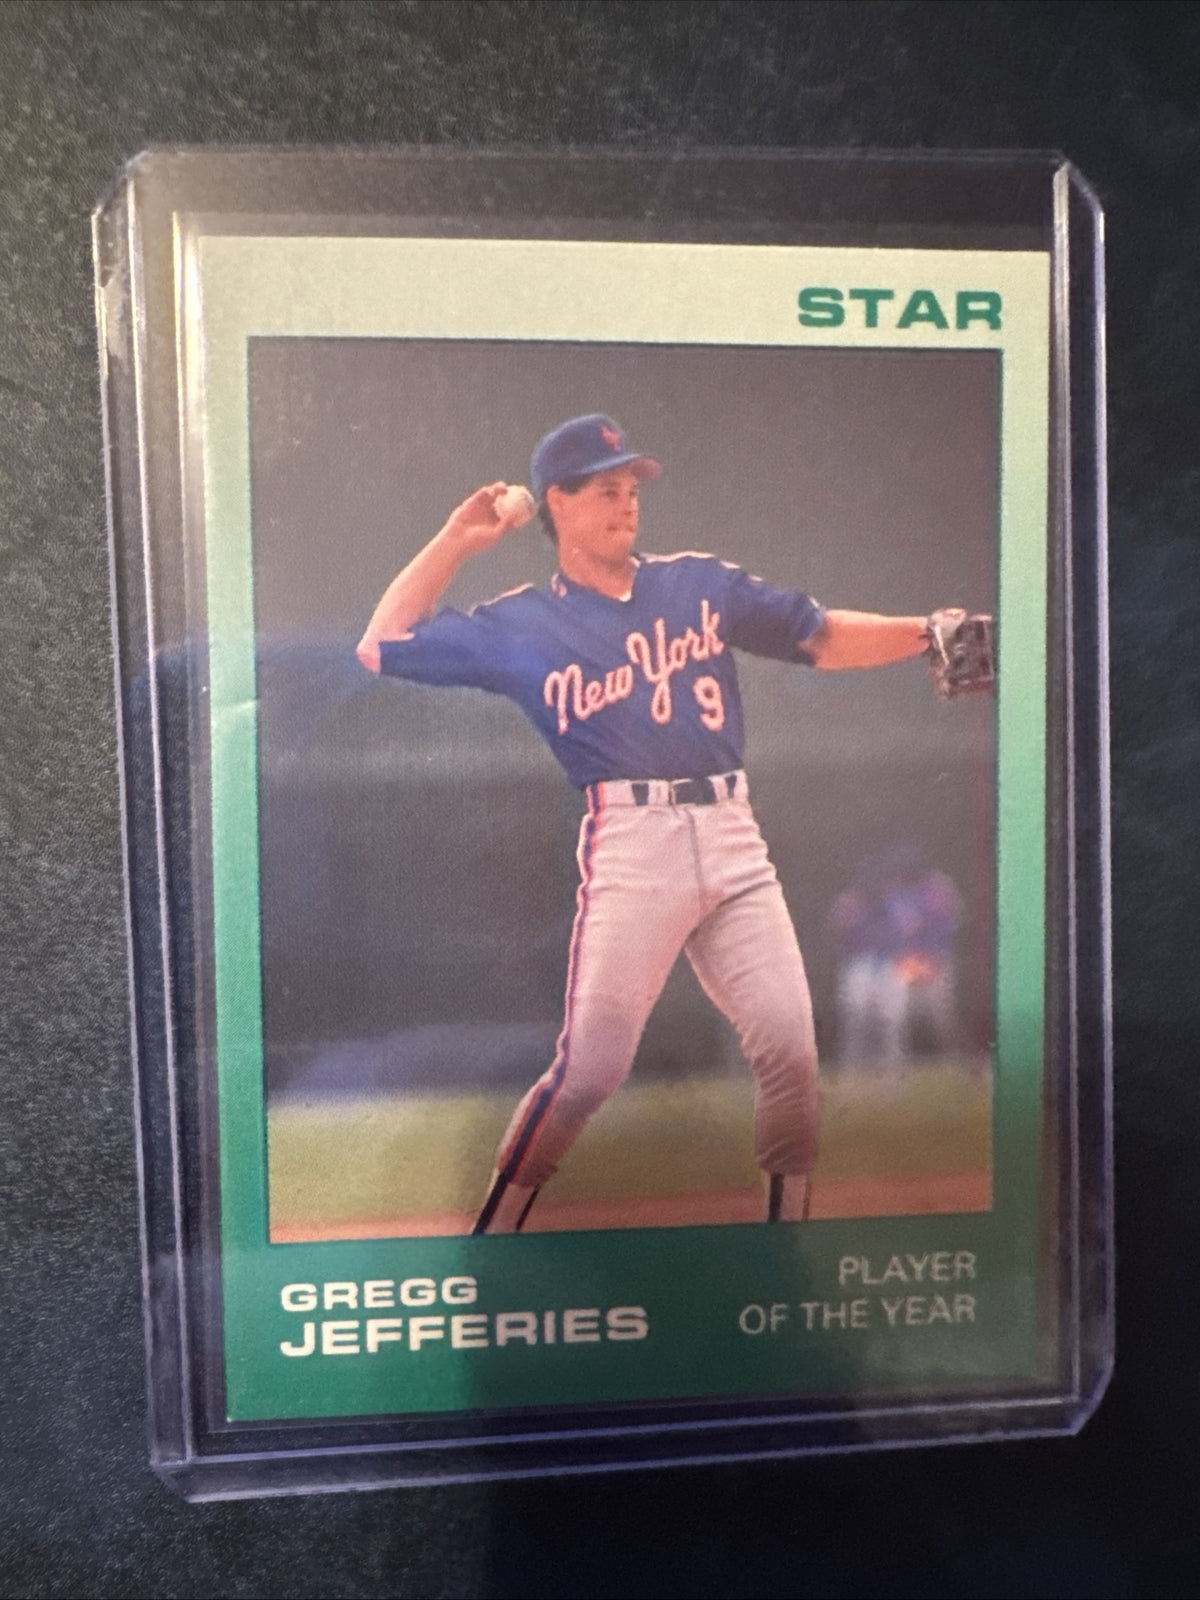 STAR
New York
9
GREGG
JEFFERIES
PLAYER
OF THE YEAR